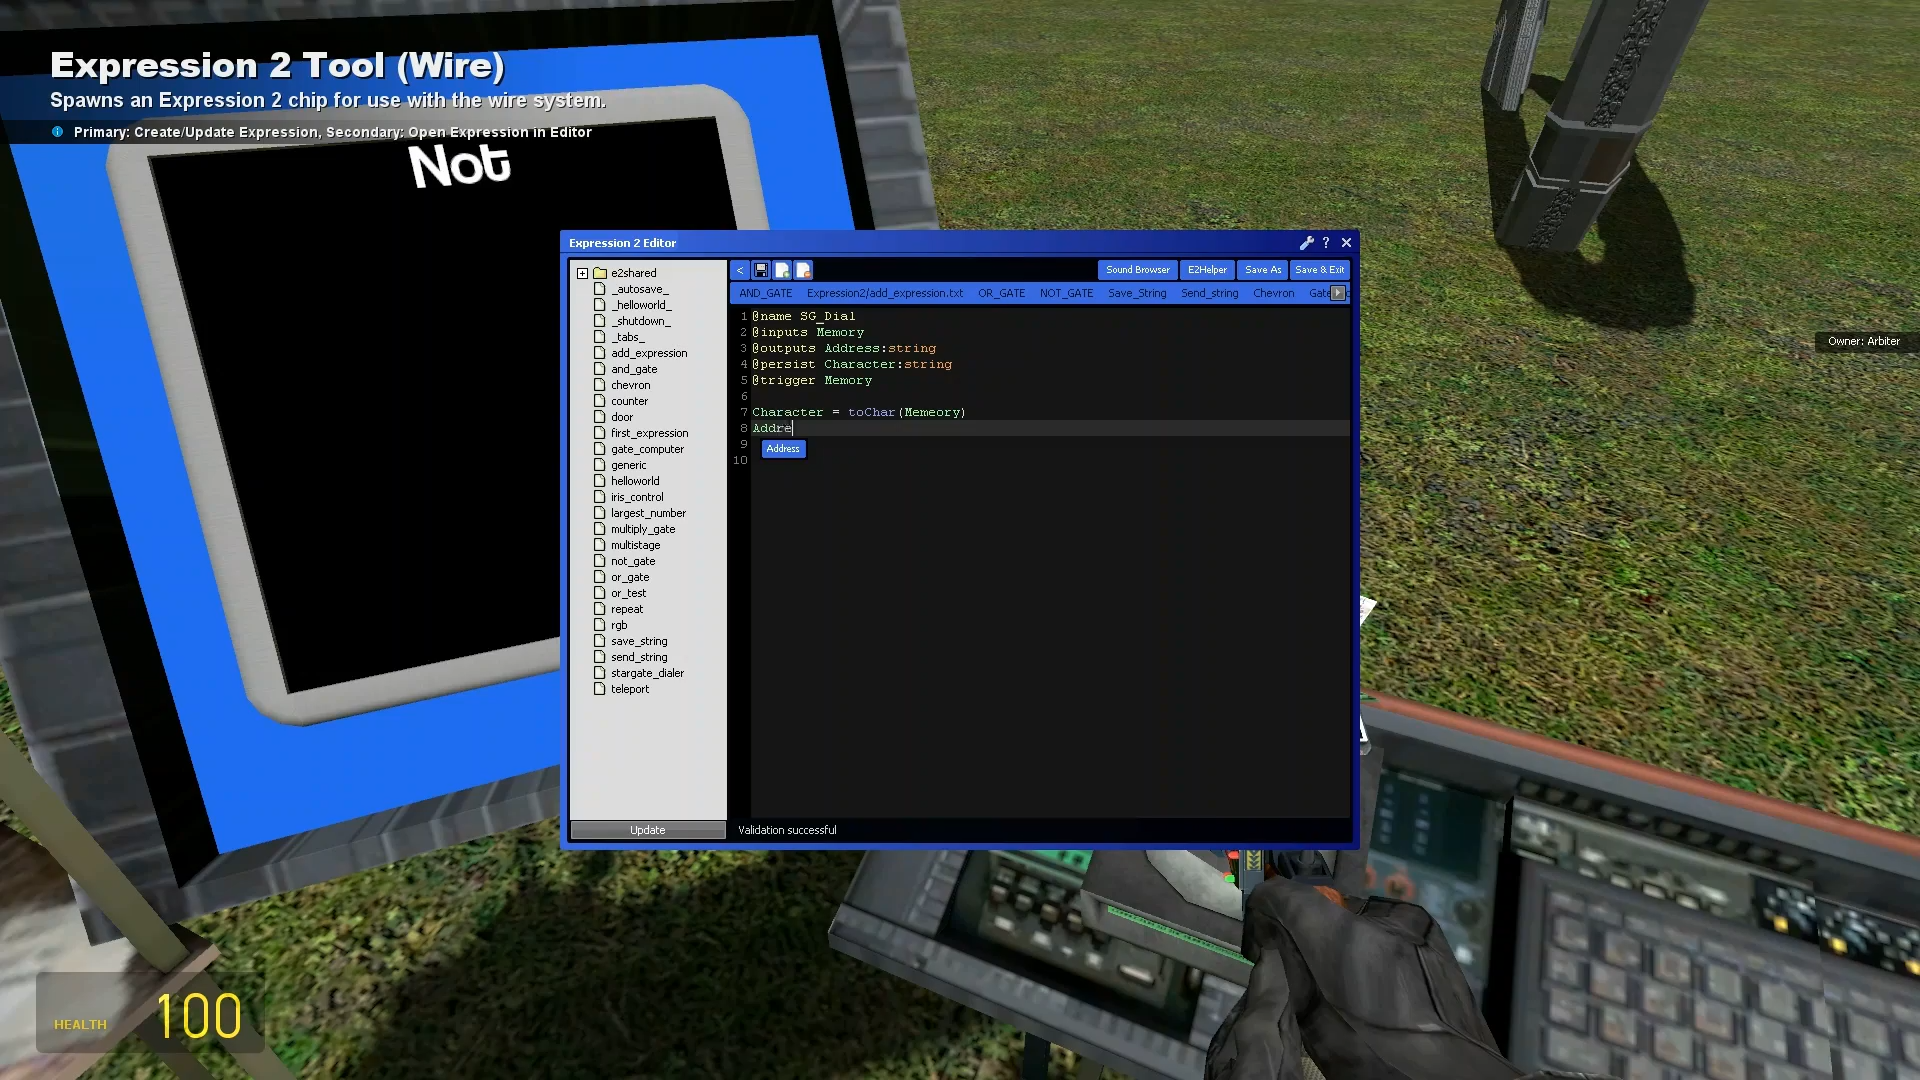 Expression 2 Tool (Wire)
Spawns an Expression 2 chip for use with the wire system.
Primary: Create/Update Expression, Secondary: Open Expression in Editor
Not
Expression 2 Editor
?
e2shared
_autosave_
_helloworld_
_shutdown_
_tabs_
add_expression
and_gate
chevron
counter
door
first_expression
gate_computer
generic
helloworld
iris_control
largest_number
multiply_gate
multistage
not_gate
or_gate
or_test
repeat
rgb
save_string
send_string
stargate_dialer
teleport
Update
<
Sound Browser
E2Helper
Save As
Save & Exit
AND_GATE
Expression2/add_expression.txt
OR_GATE
NOT_GATE
Save_String
Send_string
Chevron
Gate
1 @name SG_Dial
2 @inputs Memory
3 @outputs Address:string
4 @persist Character:string
5 @trigger Memory
6
7 Character = toChar(Memeory)
8 Addre
9
Address
10
Validation successful
Owner: Arbiter
HEALTH 100